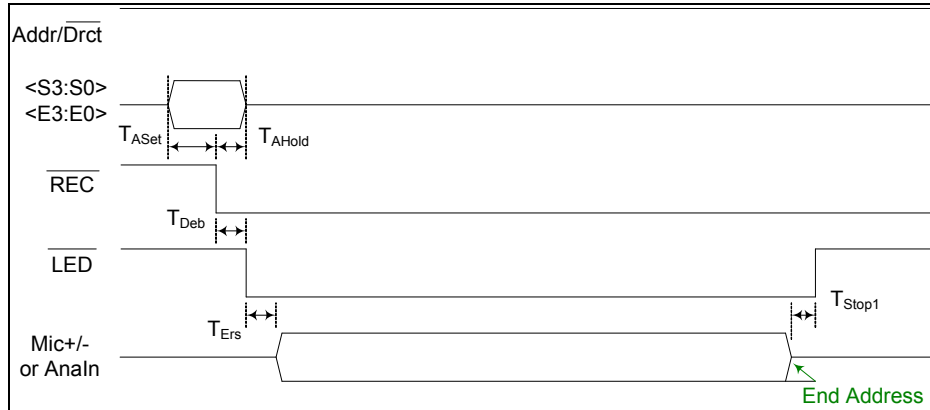 Addr/Drct
<S3:S0>
<E3:E0>
TASet
TAHold
REC
TDeb
LED
TErs
TStop1
Mic+/-
or AnaIn
End Address